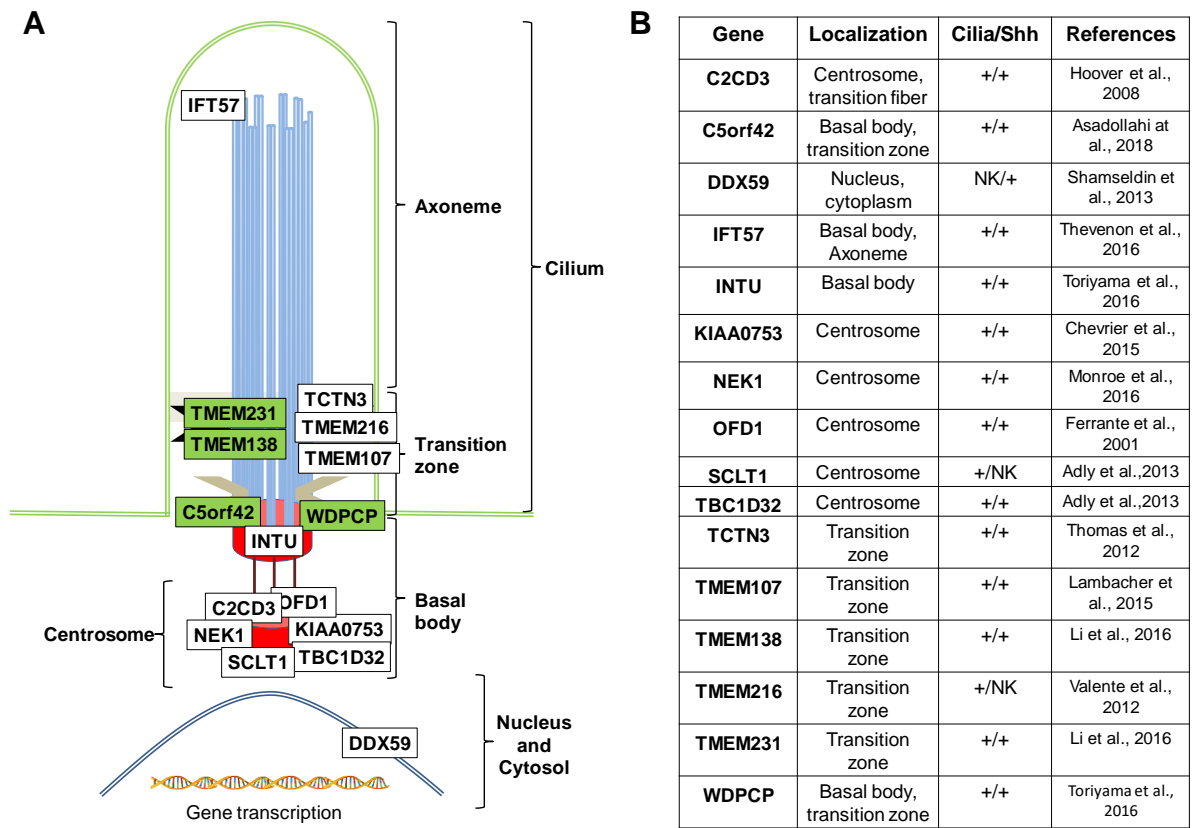 A
IFT57
Axoneme
Cilium
TCTN3
TMEM231
TMEM216
TMEM138
TMEM107
Transition
zone
C5orf42
WDPCP
INTU
Basal
body
Centrosome
C2CD3
OFD1
NEK1
KIAA0753
SCLT1
TBC1D32
Nucleus
and
Cytosol
DDX59
Gene transcription
B
Gene Localization Cilia/Shh References
C2CD3 Centrosome, +/+ Hoover et al.,
transition fiber 2008
C5orf42 Basal body, +/+ Asadollahi at
transition zone al., 2018
DDX59 Nucleus, NK/+ Shamseldin et
cytoplasm al., 2013
IFT57 Basal body, +/+ Thevenon et al.,
Axoneme 2016
INTU Basal body +/+ Toriyama et al.,
2016
KIAA0753 Centrosome +/+ Chevrier et al.,
2015
NEK1 Centrosome +/+ Monroe et al.,
2016
OFD1 Centrosome +/+ Ferrante et al.,
2001
SCLT1 Centrosome +/NK Adly et al.,2013
TBC1D32 Centrosome +/+ Adly et al.,2013
TCTN3 Transition +/+ Thomas et al.,
zone 2012
TMEM107 Transition +/+ Lambacher et
zone al., 2015
TMEM138 Transition +/+ Li et al., 2016
zone
TMEM216 Transition +/NK Valente et al.,
zone 2012
TMEM231 Transition +/+ Li et al., 2016
zone
WDPCP Basal body, +/+ Toriyama et al.,
transition zone 2016